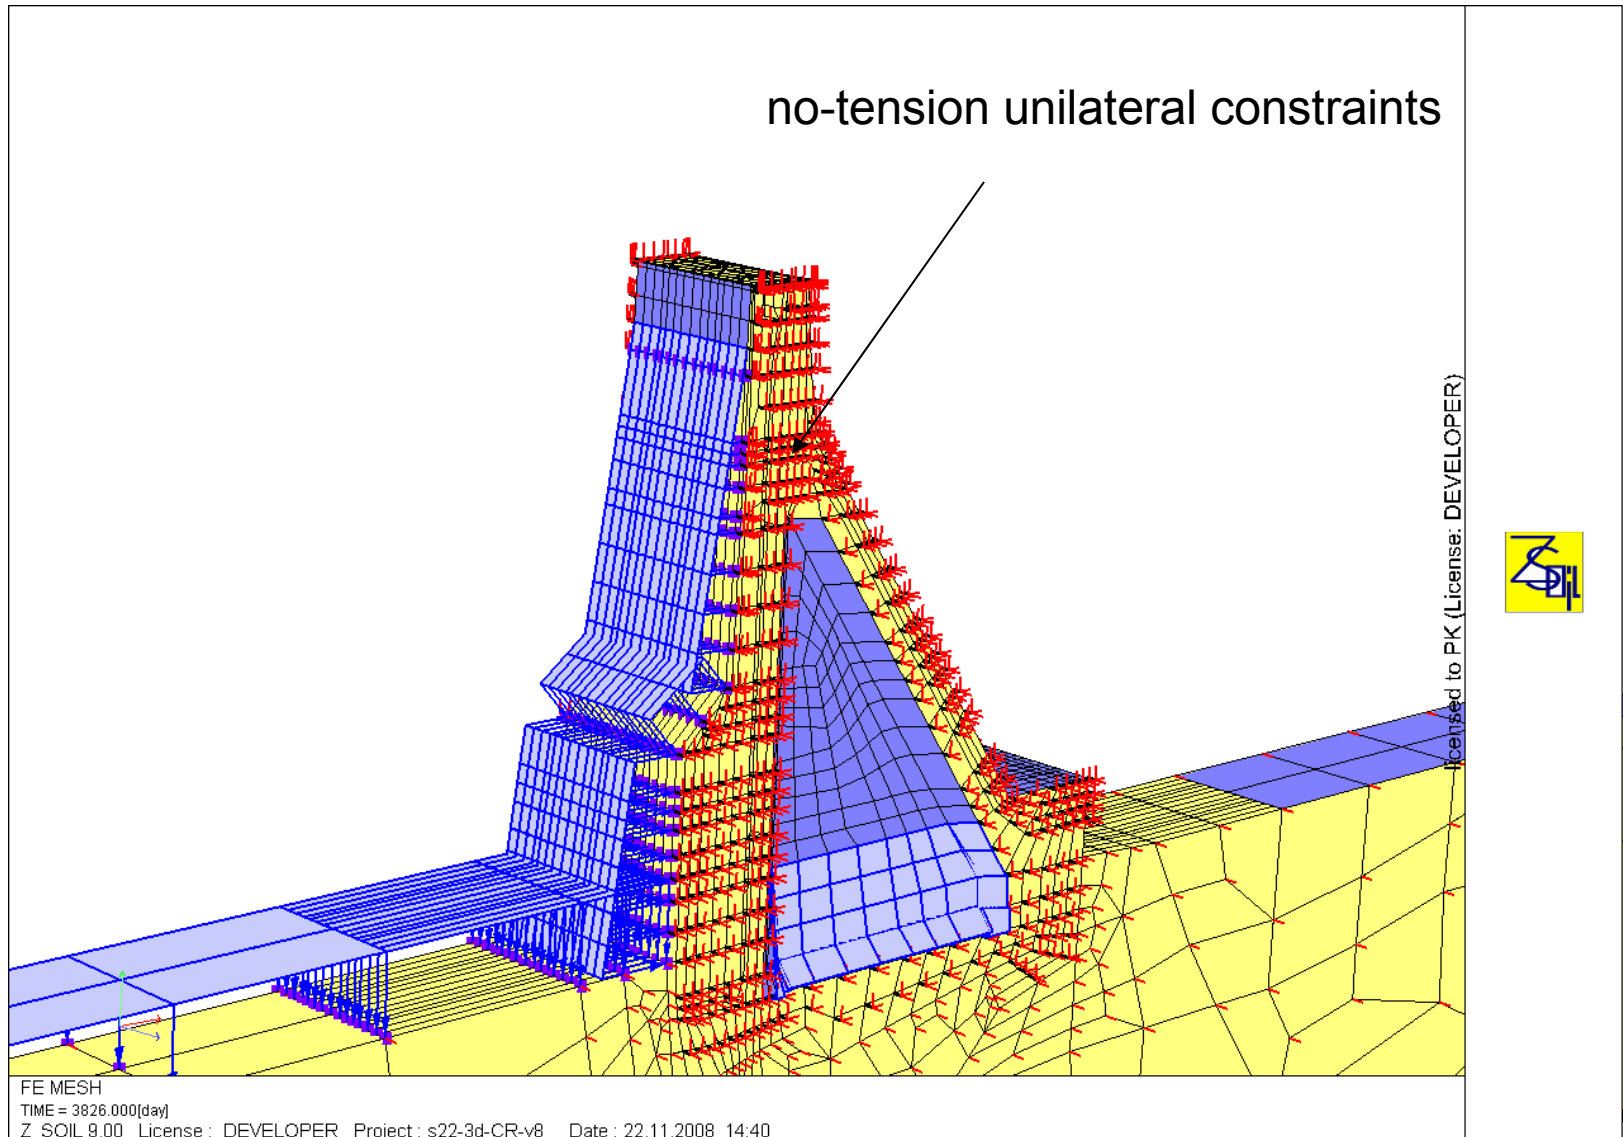 no-tension unilateral constraints
licensed to PK (License: DEVELOPER)
ZSOil
FE MESH
TIME = 3826.000[day]
Z_SOIL 9.00 License : DEVELOPER Project : s22-3d-CR-v8 Date : 22.11.2008 14:40